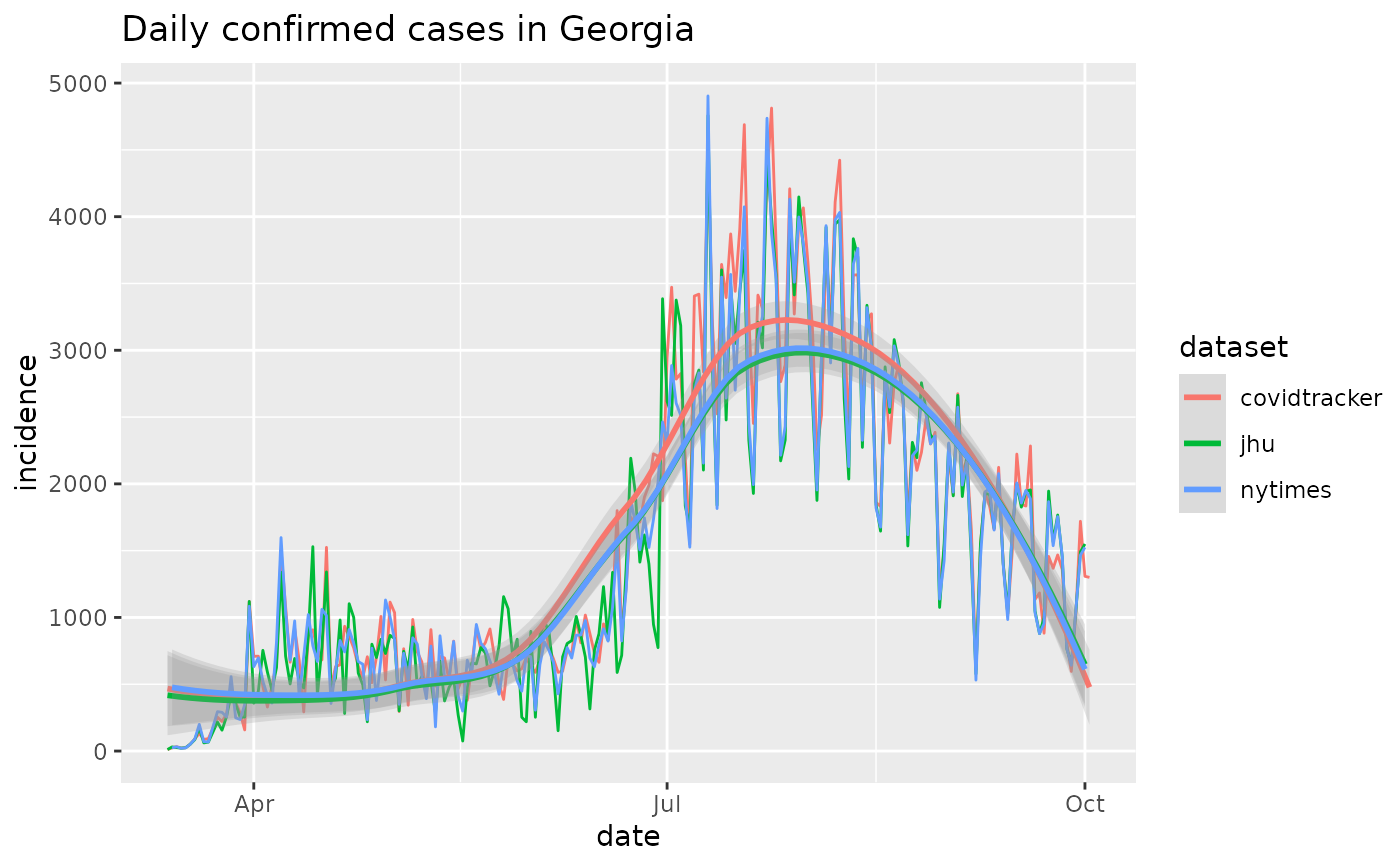 Daily confirmed cases in Georgia
5000
4000
3000
2000
1000
0
incidence
Apr
Jul
Oct
date
dataset
covidtracker
jhu
nytimes